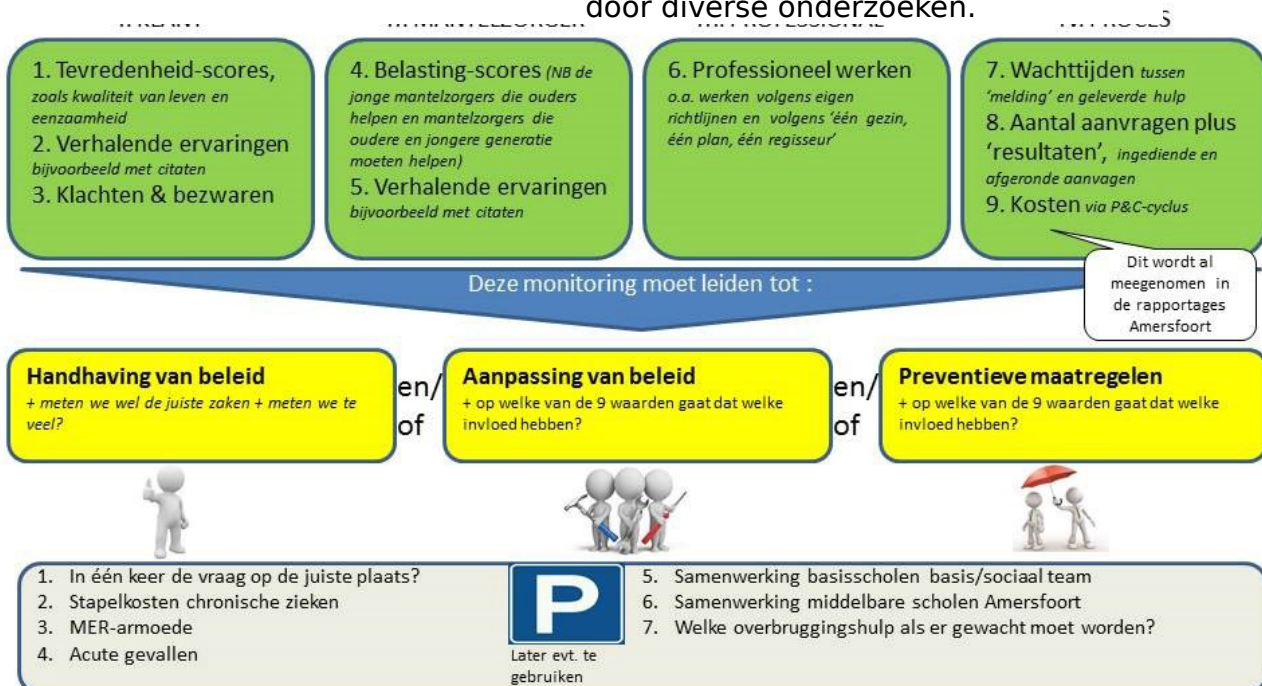 door diverse onderzoeken.
1. Tevredenheid-scores,
zoals kwaliteit van leven en
eenzaamheid
2. Verhalende ervaringen
bijvoorbeeld met citaten
3. Klachten & bezwaren
4. Belasting-scores (NB de
jonge mantelzorgers die ouders
helpen en mantelzorgers die
oudere en jongere generatie
moeten helpen)
5. Verhalende ervaringen
bijvoorbeeld met citaten
6. Professioneel werken
o.a. werken volgens eigen
richtlijnen en volgens ‘één gezin,
één plan, één regisseur’
7. Wachttijden tussen
‘melding’ en geleverde hulp
8. Aantal aanvragen plus
‘resultaten’, ingediende en
afgeronde aanvagen
9. Kosten via P&C-cyclus
Dit wordt al
meegenomen in
de rapportages
Amersfoort
Deze monitoring moet leiden tot :
Handhaving van beleid
+ meten we wel de juiste zaken + meten we te
veel?
en/
of
Aanpassing van beleid
+ op welke van de 9 waarden gaat dat welke
invloed hebben?
en/
of
Preventieve maatregelen
+ op welke van de 9 waarden gaat dat welke
invloed hebben?
1. In één keer de vraag op de juiste plaats?
2. Stapelkosten chronische zieken
3. MER-armoede
4. Acute gevallen
P
Later evt. te
gebruiken
5. Samenwerking basisscholen basis/sociaal team
6. Samenwerking middelbare scholen Amersfoort
7. Welke overbruggingshulp als er gewacht moet worden?